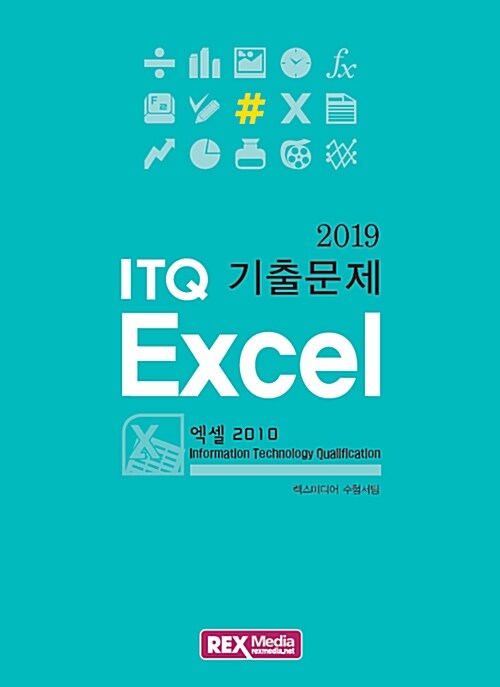 fx
F
#
X
2019
ITQ 기출문제
Excel
X
엑셀 2010
Information Technology Qualification
렉스미디어 수험서팀
REX Media
rexmedia.net